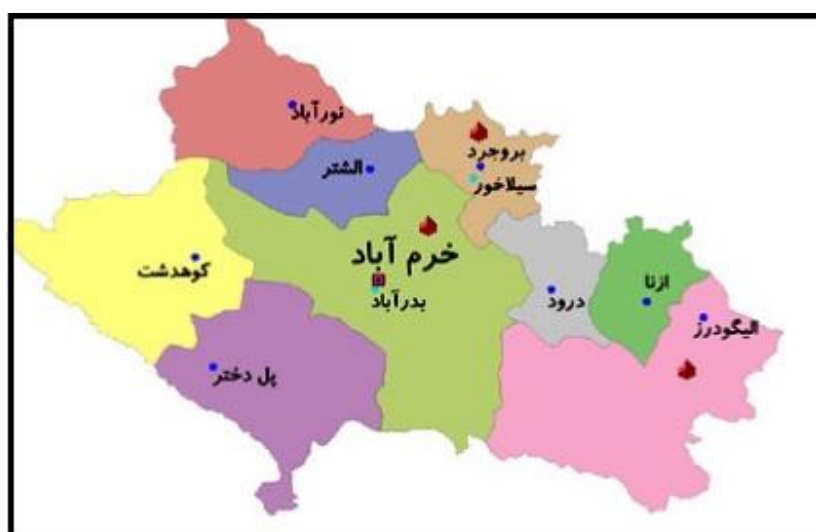 نورآباد
بروجرد
الشتر
سیلاخور
خرم آباد
کوهدشت
ازنا
بدرآباد
درود
الیگودرز
پل دختر